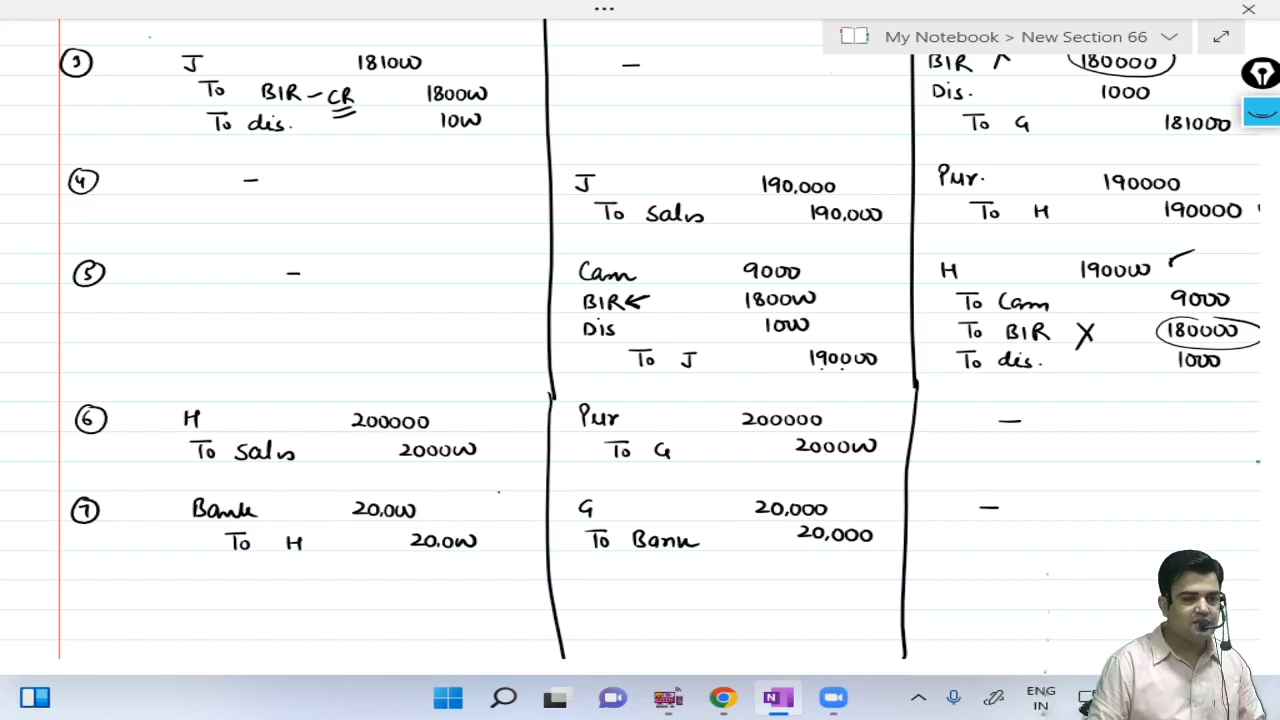 My Notebook > New Section 66
③ J 181000 — BIR 180000
To BIR – CR 180000 Dis. 1000
To dis. 1000 To G 181000
④ — J 190,000 Pur. 190000
To Sales 190,000 To H 190000
⑤ — Cam 9000 H 190000
BIR 180000 To Cam 9000
Dis 1000 To BIR X 180000
To J 190000 To dis. 1000
⑥ H 200000 Pur 200000 —
To Sales 200000 To G 200000
⑦ Bank 20,000 G 20,000 —
To H 20,000 To Bank 20,000
ENG
IN